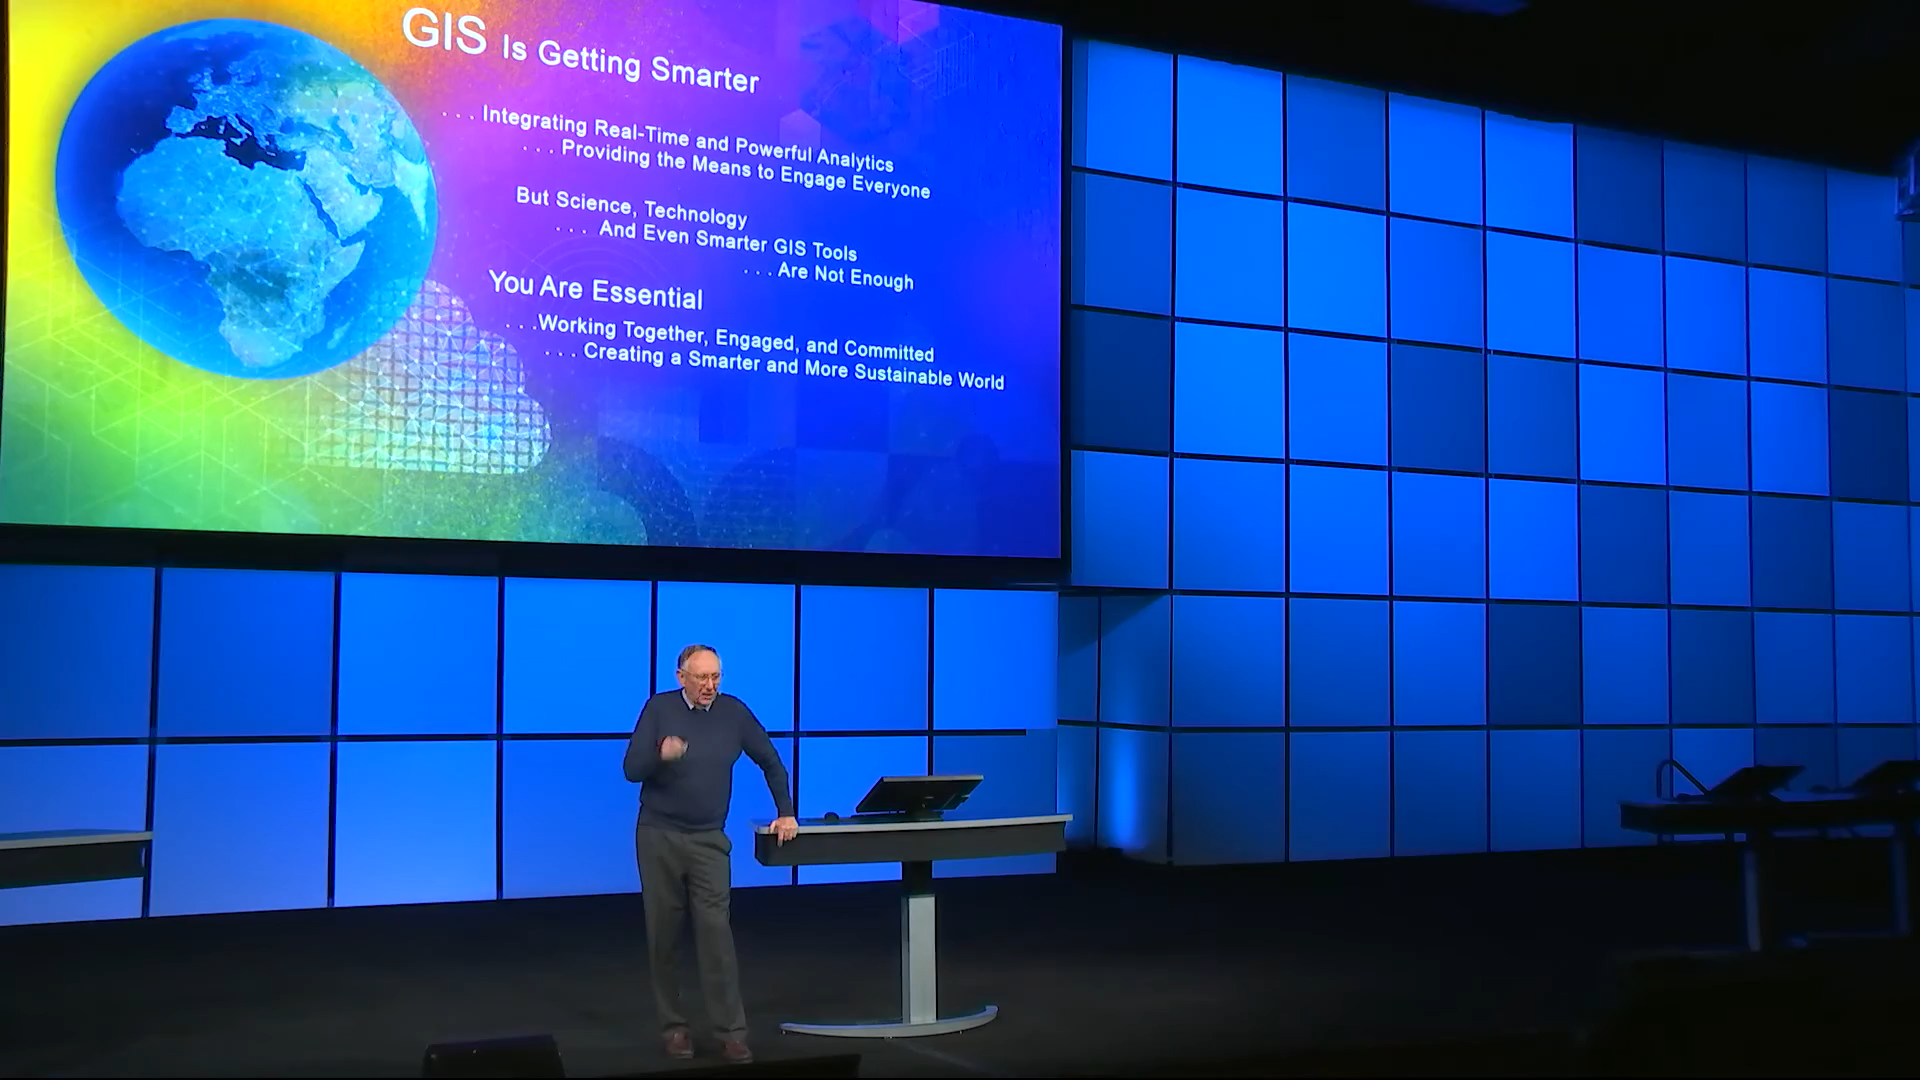 GIS Is Getting Smarter
. . . Integrating Real-Time and Powerful Analytics
. . . Providing the Means to Engage Everyone
But Science, Technology
. . . And Even Smarter GIS Tools
. . . Are Not Enough
You Are Essential
. . . Working Together, Engaged, and Committed
. . . Creating a Smarter and More Sustainable World